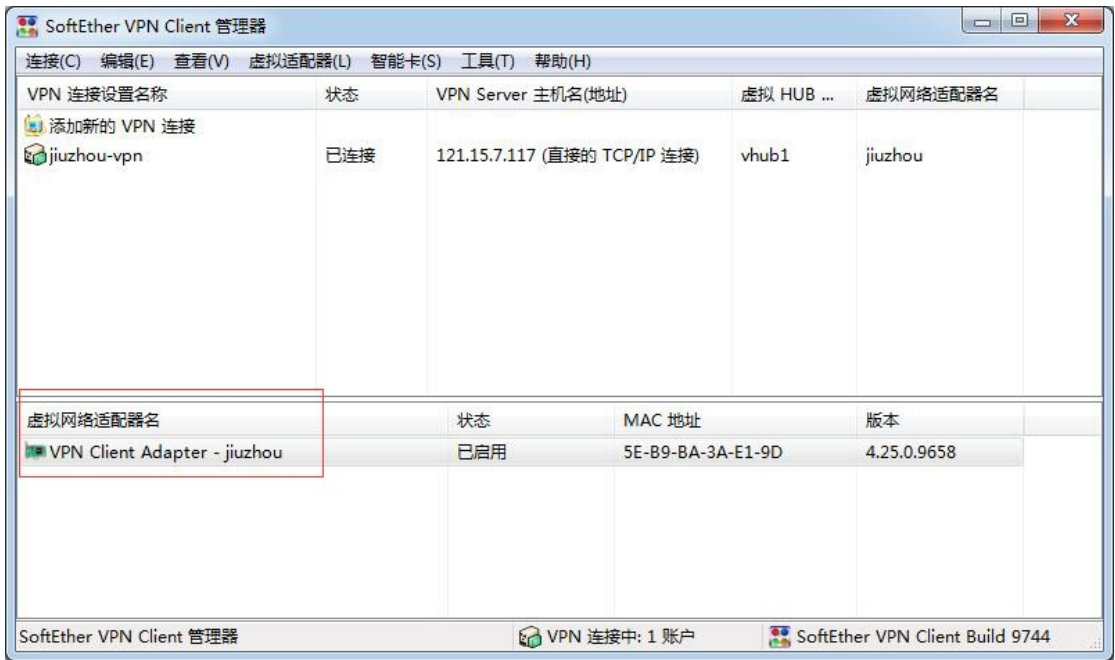 SoftEther VPN Client 管理器
连接(C) 编辑(E) 查看(V) 虚拟适配器(L) 智能卡(S) 工具(T) 帮助(H)
VPN 连接设置名称 状态 VPN Server 主机名(地址) 虚拟 HUB ... 虚拟网络适配器名
添加新的 VPN 连接
jiuzhou-vpn 已连接 121.15.7.117 (直接的 TCP/IP 连接) vhub1 jiuzhou
虚拟网络适配器名 状态 MAC 地址 版本
VPN Client Adapter - jiuzhou 已启用 5E-B9-BA-3A-E1-9D 4.25.0.9658
SoftEther VPN Client 管理器 VPN 连接中: 1 账户 SoftEther VPN Client Build 9744